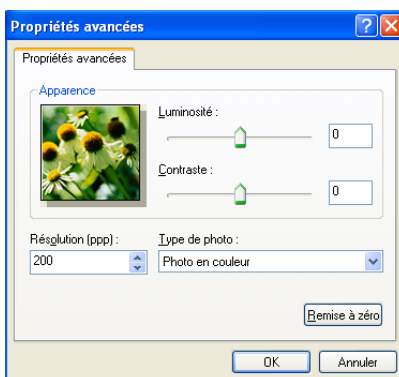 Propriétés avancées
Propriétés avancées
Apparence
Luminosité :
0
Contraste :
0
Résolution (ppp) :
Type de photo :
200
Photo en couleur
Remise à zéro
OK
Annuler